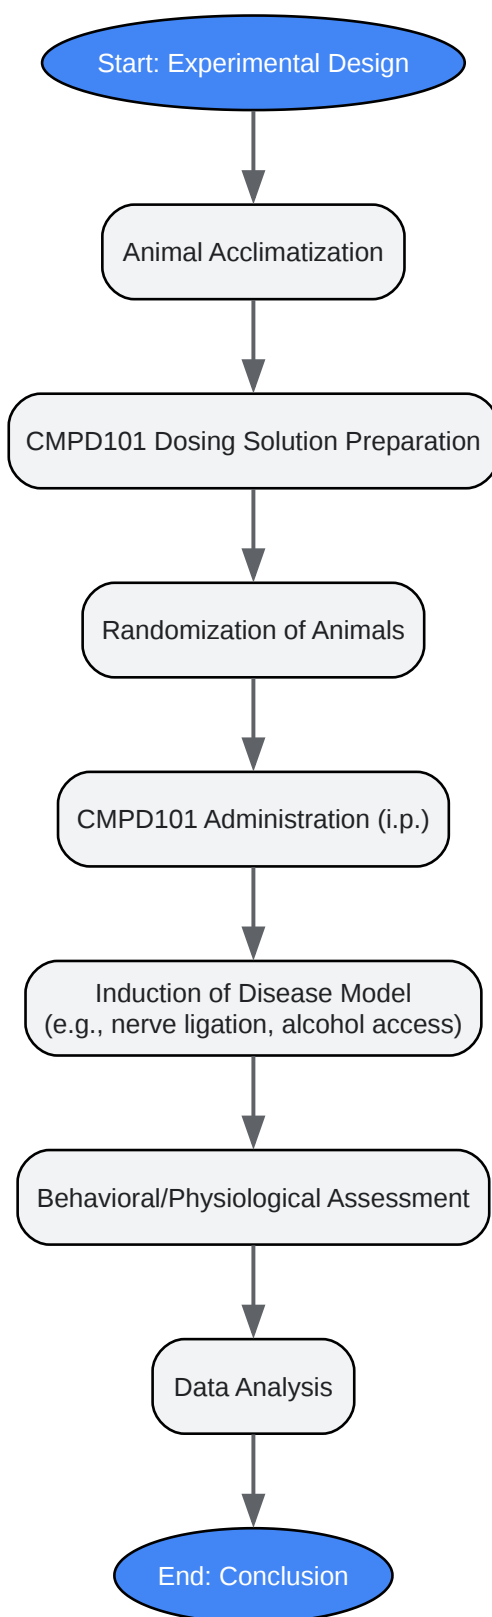 Start: Experimental Design
Animal Acclimatization
CMPD101 Dosing Solution Preparation
Randomization of Animals
CMPD101 Administration (i.p.)
Induction of Disease Model
(e.g., nerve ligation, alcohol access)
Behavioral/Physiological Assessment
Data Analysis
End: Conclusion